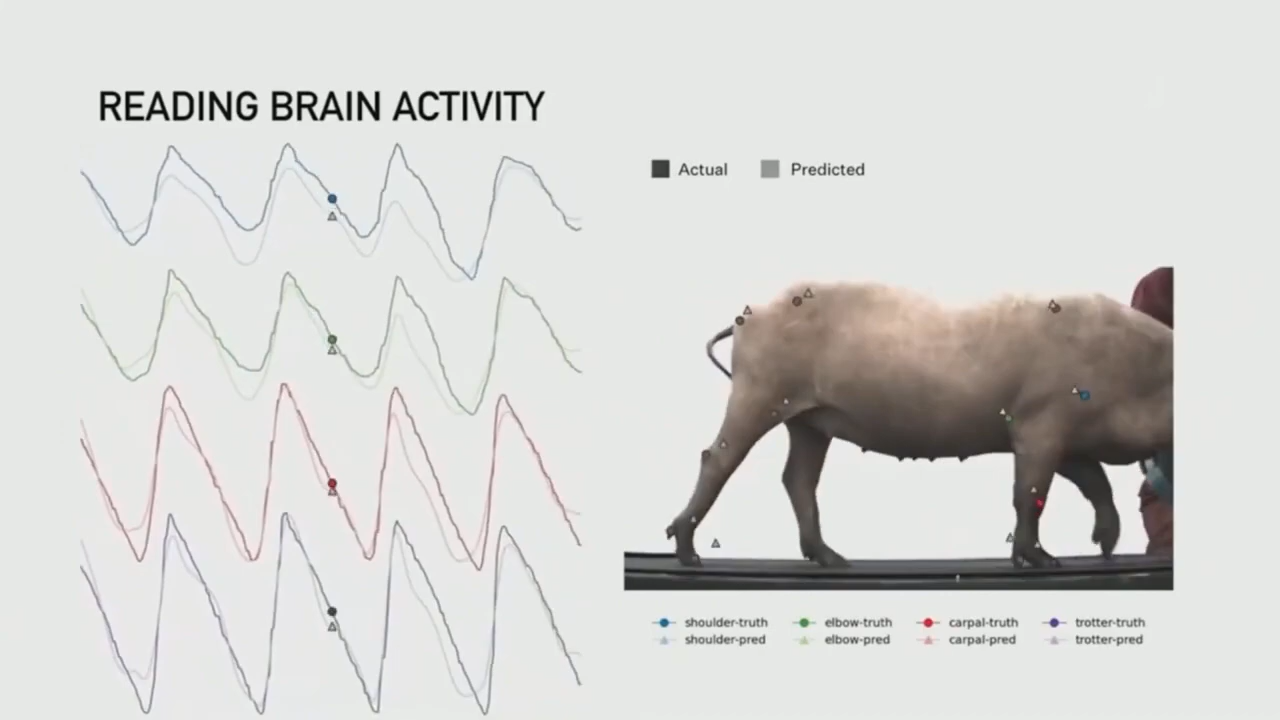 READING BRAIN ACTIVITY
Actual
Predicted
shoulder-truth elbow-truth carpal-truth trotter-truth
shoulder-pred elbow-pred carpal-pred trotter-pred